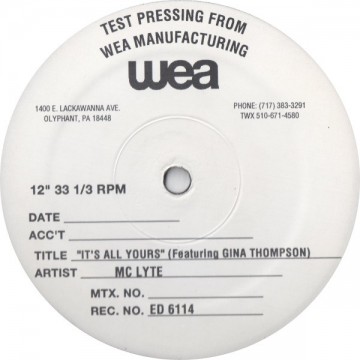 TEST PRESSING FROM
WEA MANUFACTURING
wea
1400 E. LACKAWANNA AVE.
OLYPHANT, PA 18448
PHONE: (717) 383-3291
TWX 510-671-4580
12" 33 1/3 RPM
DATE
ACC'T
TITLE "IT'S ALL YOURS" (Featuring GINA THOMPSON)
ARTIST MC LYTE
MTX. NO.
REC. NO. ED 6114